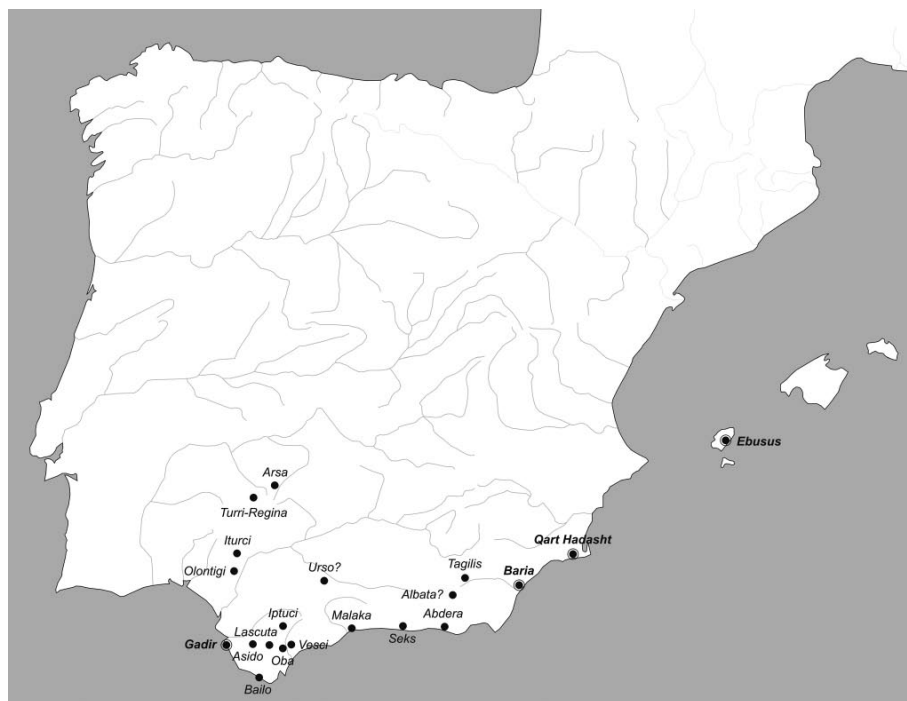 Ebusus
Arsa
Turri-Regina
Iturci
Qart Hadasht
Olontigi
Urso?
Tagilis
Baria
Albata?
Iptuci
Malaka
Abdera
Lascuta
Gadir
Vesci
Seks
Asido
Oba
Bailo